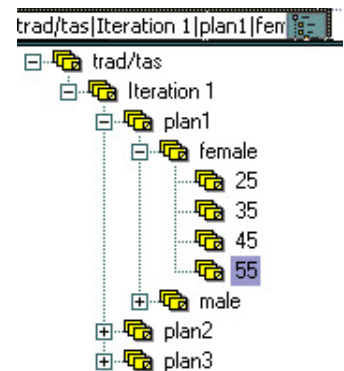 trad/tas|Iteration 1|plan1|fem
trad/tas
Iteration 1
plan1
female
25
35
45
55
male
plan2
plan3